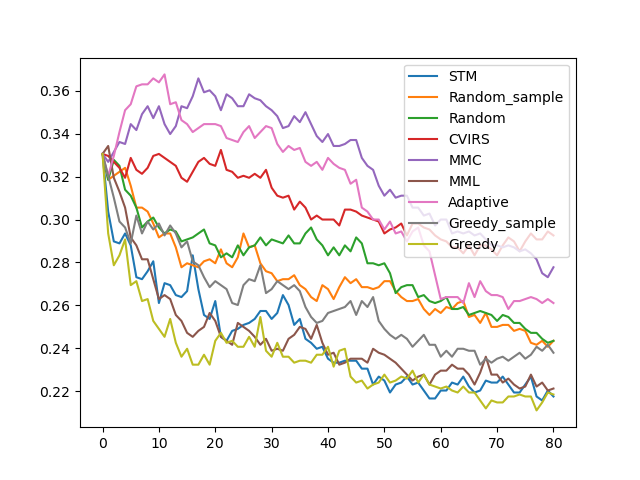 0.36
0.34
0.32
0.30
0.28
0.26
0.24
0.22
0 10 20 30 40 50 60 70 80
STM
Random_sample
Random
CVIRS
MMC
MML
Adaptive
Greedy_sample
Greedy